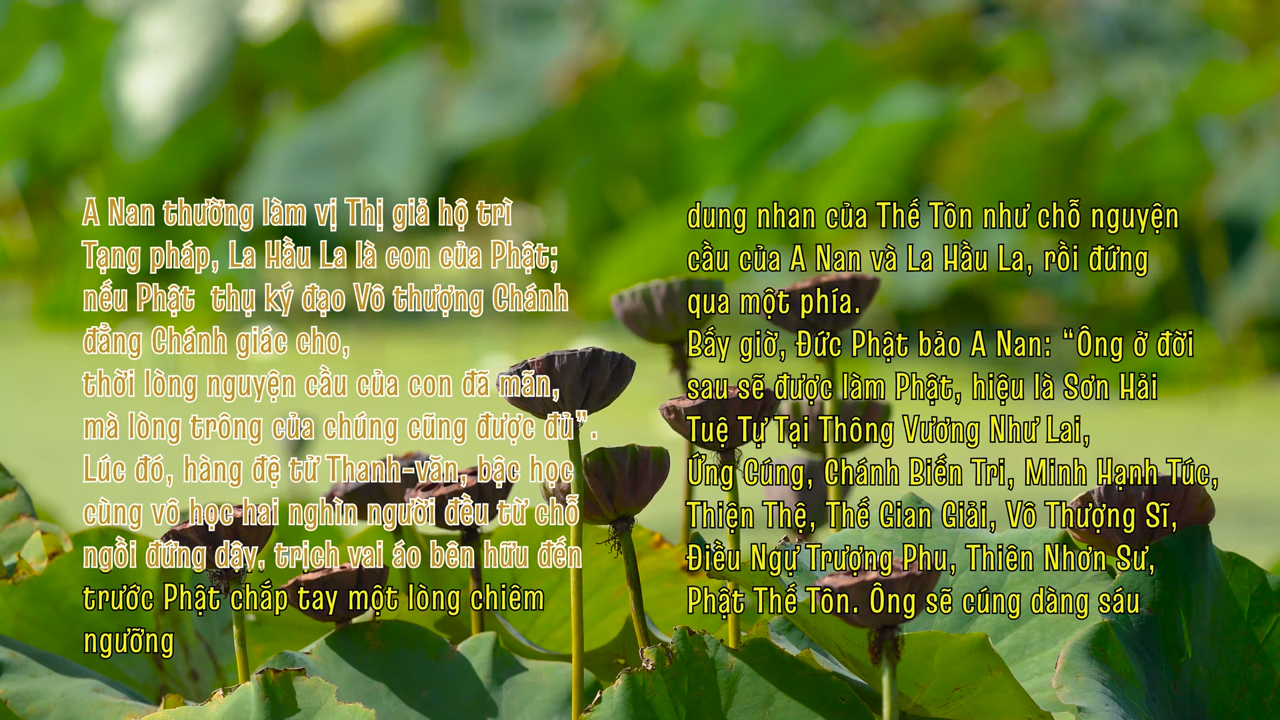 A Nan thường làm vị Thị giả hộ trì
Tạng pháp, La Hầu La là con của Phật;
nếu Phật  thụ ký đạo Vô thượng Chánh
đẳng Chánh giác cho,
thời lòng nguyện cầu của con đã mãn,
mà lòng trông của chúng cũng được đủ”.
Lúc đó, hàng đệ tử Thanh-văn, bậc học
cùng vô học hai nghìn người đều từ chỗ
ngồi đứng dậy, trịch vai áo bên hữu đến
trước Phật chắp tay một lòng chiêm
ngưỡng
dung nhan của Thế Tôn như chỗ nguyện
cầu của A Nan và La Hầu La, rồi đứng
qua một phía.
Bấy giờ, Đức Phật bảo A Nan: “Ông ở đời
sau sẽ được làm Phật, hiệu là Sơn Hải
Tuệ Tự Tại Thông Vương Như Lai,
Ứng Cúng, Chánh Biến Tri, Minh Hạnh Túc,
Thiện Thệ, Thế Gian Giải, Vô Thượng Sĩ,
Điều Ngự Trượng Phu, Thiên Nhơn Sư,
Phật Thế Tôn. Ông sẽ cúng dàng sáu